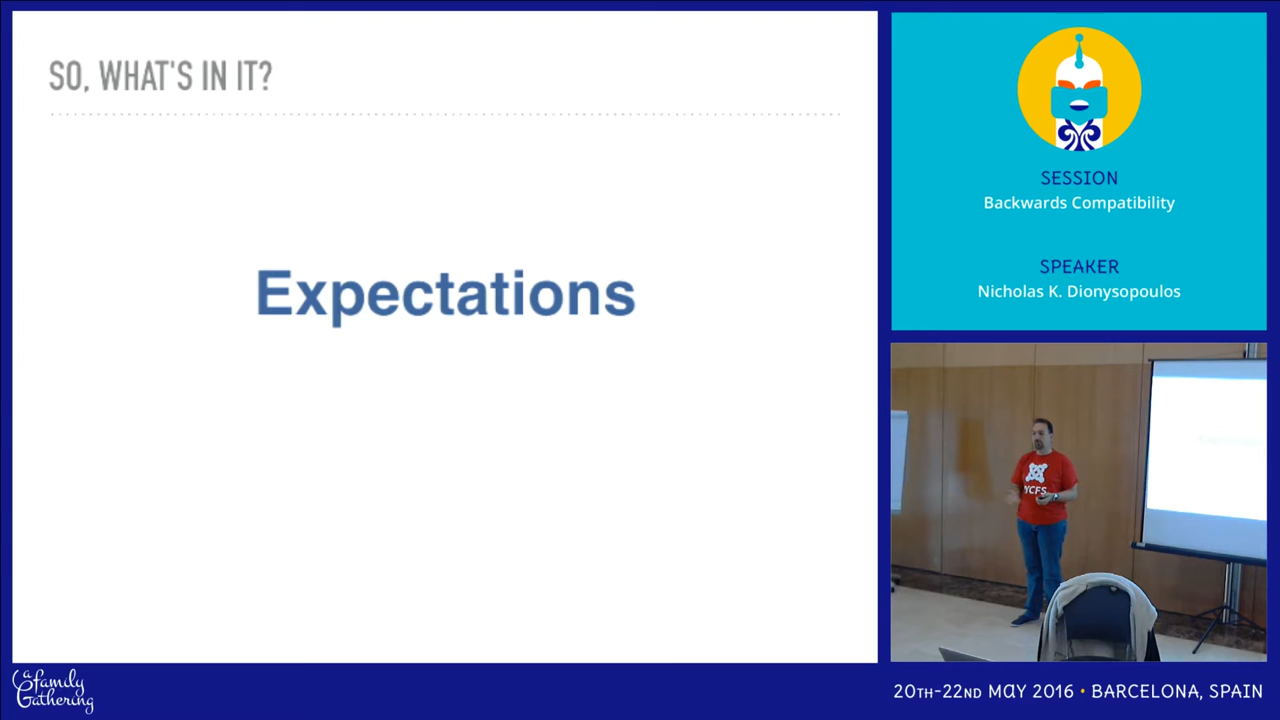 SO, WHAT'S IN IT?
Expectations
SESSION
Backwards Compatibility
SPEAKER
Nicholas K. Dionysopoulos
a
family
Gathering
20TH-22ND MAY 2016 • BARCELONA, SPAIN